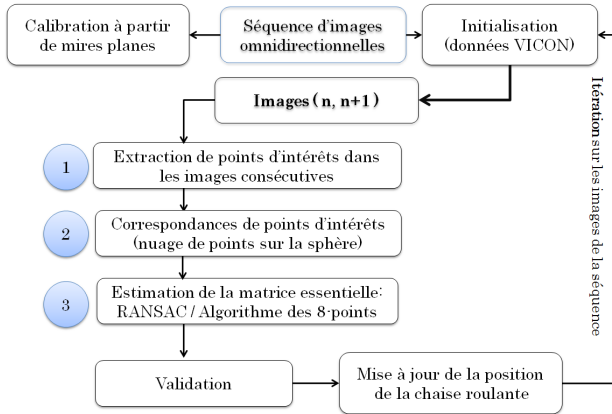 Calibration à partir
de mires planes
Séquence d'images
omnidirectionnelles
Initialisation
(données VICON)
Images ( n, n+1 )
1
Extraction de points d'intérêts dans
les images consécutives
2
Correspondances de points d'intérêts
(nuage de points sur la sphère)
3
Estimation de la matrice essentielle:
RANSAC / Algorithme des 8-points
Validation
Mise à jour de la position
de la chaise roulante
Itération sur les images de la séquence